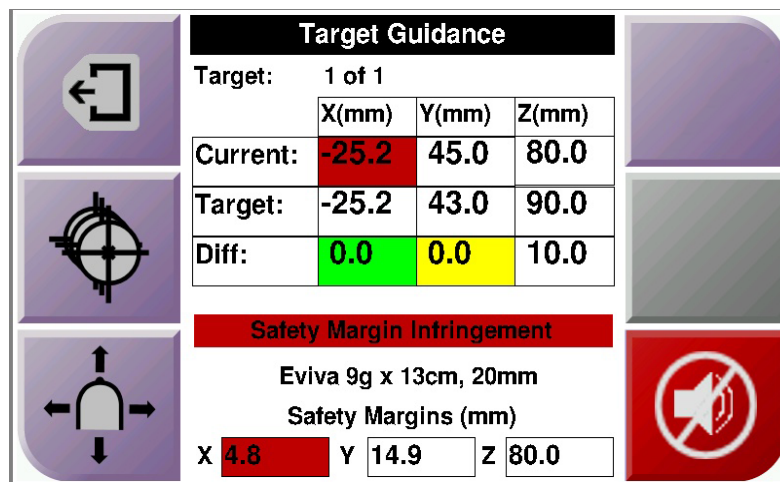 Target Guidance
Target: 1 of 1
X(mm) Y(mm) Z(mm)
Current: -25.2 45.0 80.0
Target: -25.2 43.0 90.0
Diff: 0.0 0.0 10.0
Safety Margin Infringement
Eviva 9g x 13cm, 20mm
Safety Margins (mm)
X 4.8 Y 14.9 Z 80.0